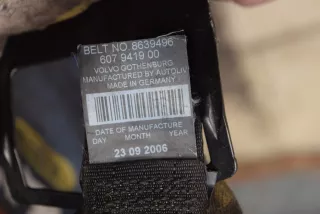 BELT NO. 8639496
607 9419 00
VOLVO GOTHENBURG
MANUFACTURED BY AUTOLIV
MADE IN GERMANY
DATE OF MANUFACTURE
DAY MONTH YEAR
23 09 2006